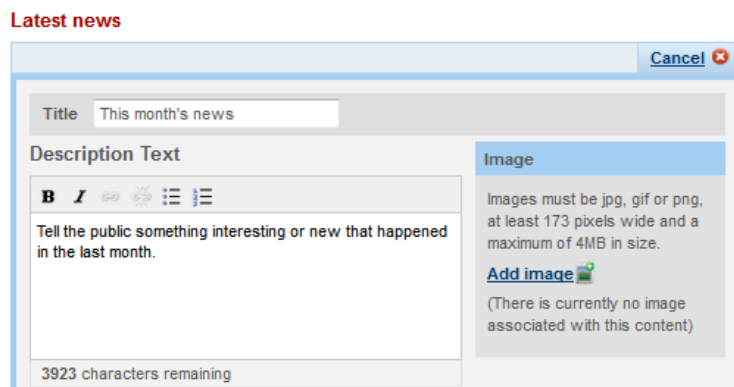 Latest news
Cancel
Title This month's news
Description Text
B I
Tell the public something interesting or new that happened
in the last month.
3923 characters remaining
Image
Images must be jpg, gif or png,
at least 173 pixels wide and a
maximum of 4MB in size.
Add image
(There is currently no image
associated with this content)